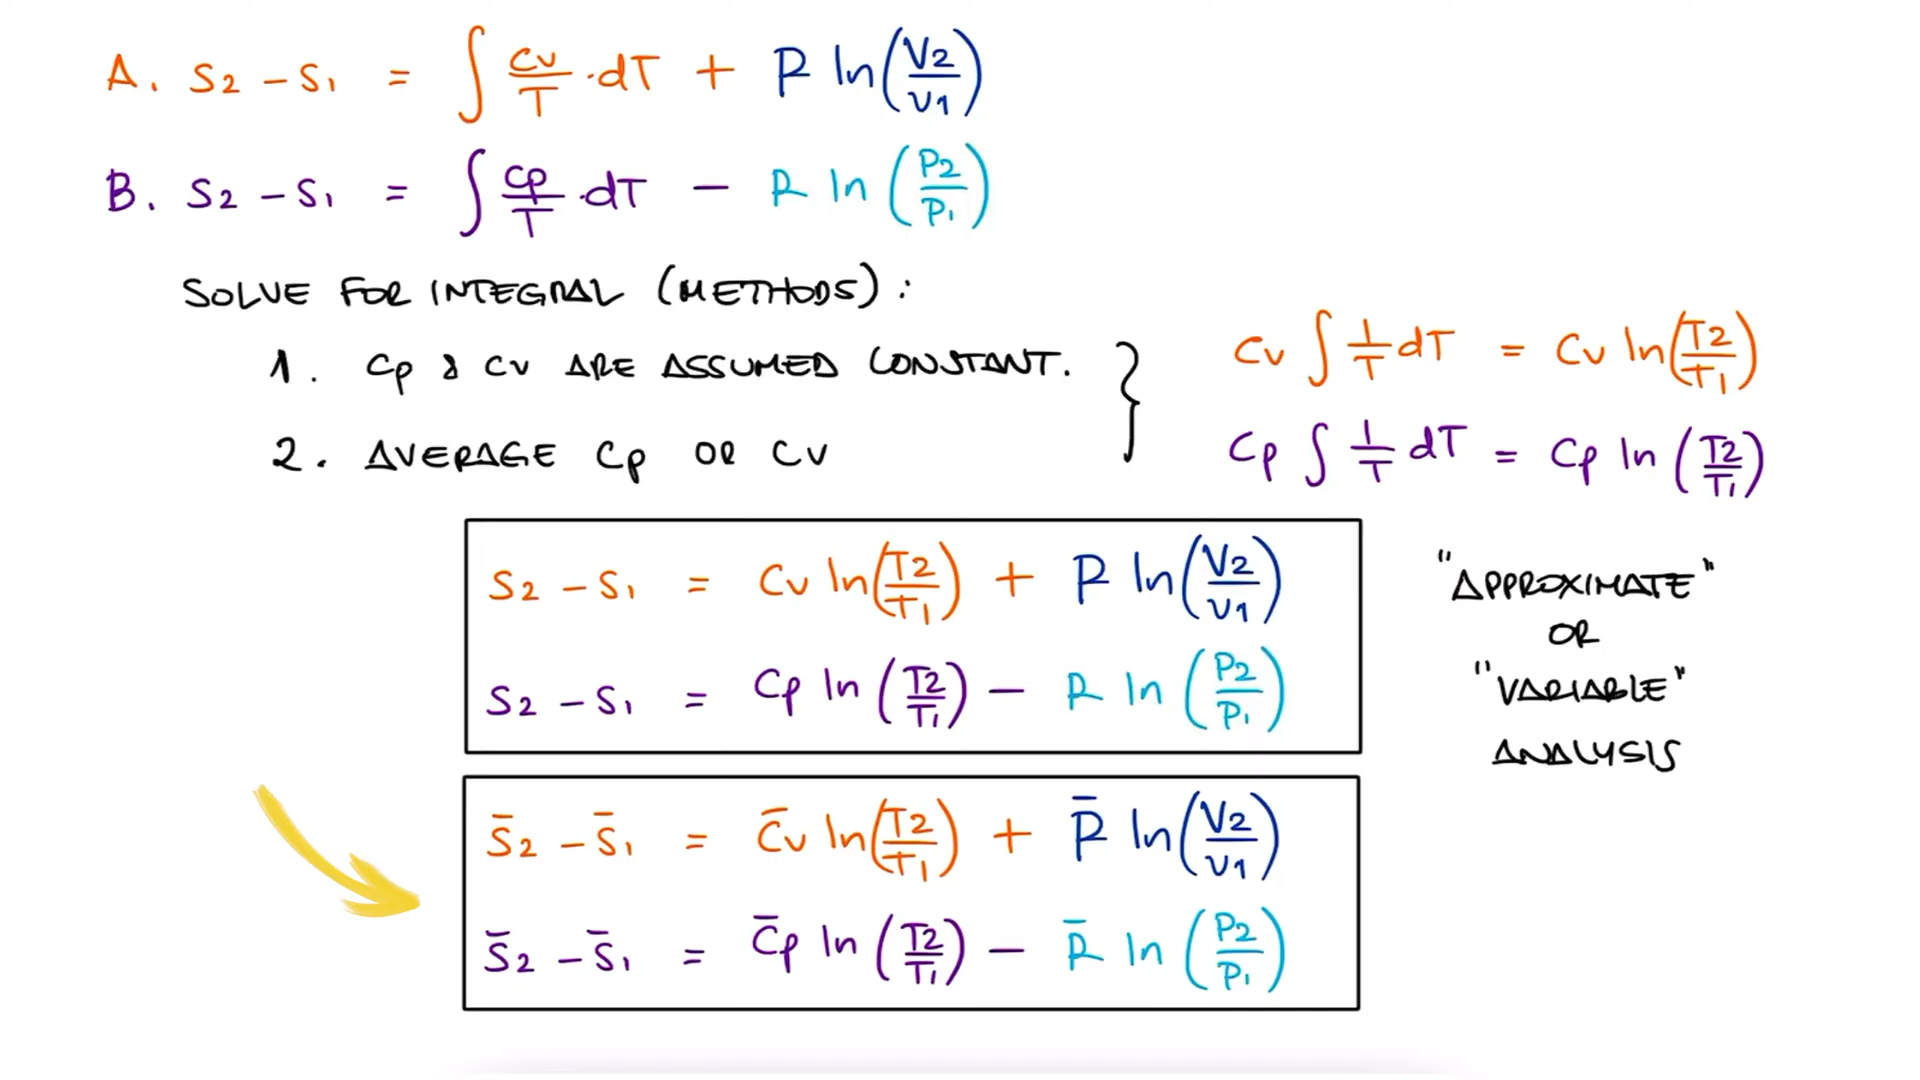 A. S2 - S1 = ∫ Cv/T · dT + R ln(V2/V1)
B. S2 - S1 = ∫ CP/T · dT - R ln(P2/P1)
SOLVE FOR INTEGRAL (METHODS):
1. Cp & Cv ARE ASSUMED CONSTANT.
2. AVERAGE Cp OR CV
Cv ∫ 1/T dT = Cv ln(T2/T1)
Cp ∫ 1/T dT = Cp ln(T2/T1)
S2 - S1 = Cv ln(T2/T1) + R ln(V2/V1)
S2 - S1 = Cp ln(T2/T1) - R ln(P2/P1)
"APPROXIMATE"
OR
"VARIABLE"
ANALYSIS
S̄2 - S̄1 = C̄v ln(T2/T1) + R̄ ln(V2/V1)
S̄2 - S̄1 = C̄p ln(T2/T1) - R̄ ln(P2/P1)